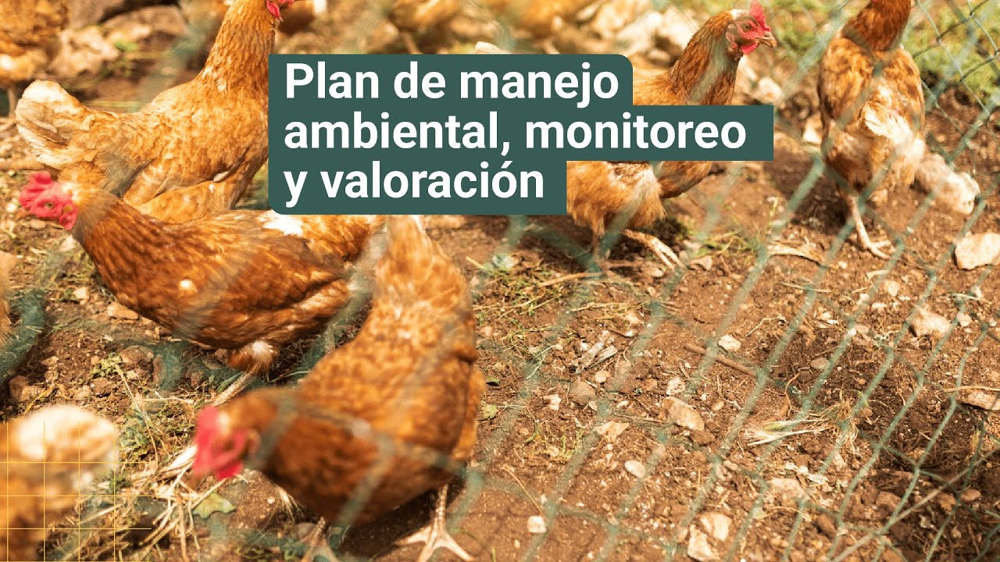 Plan de manejo
ambiental, monitoreo
y valoración